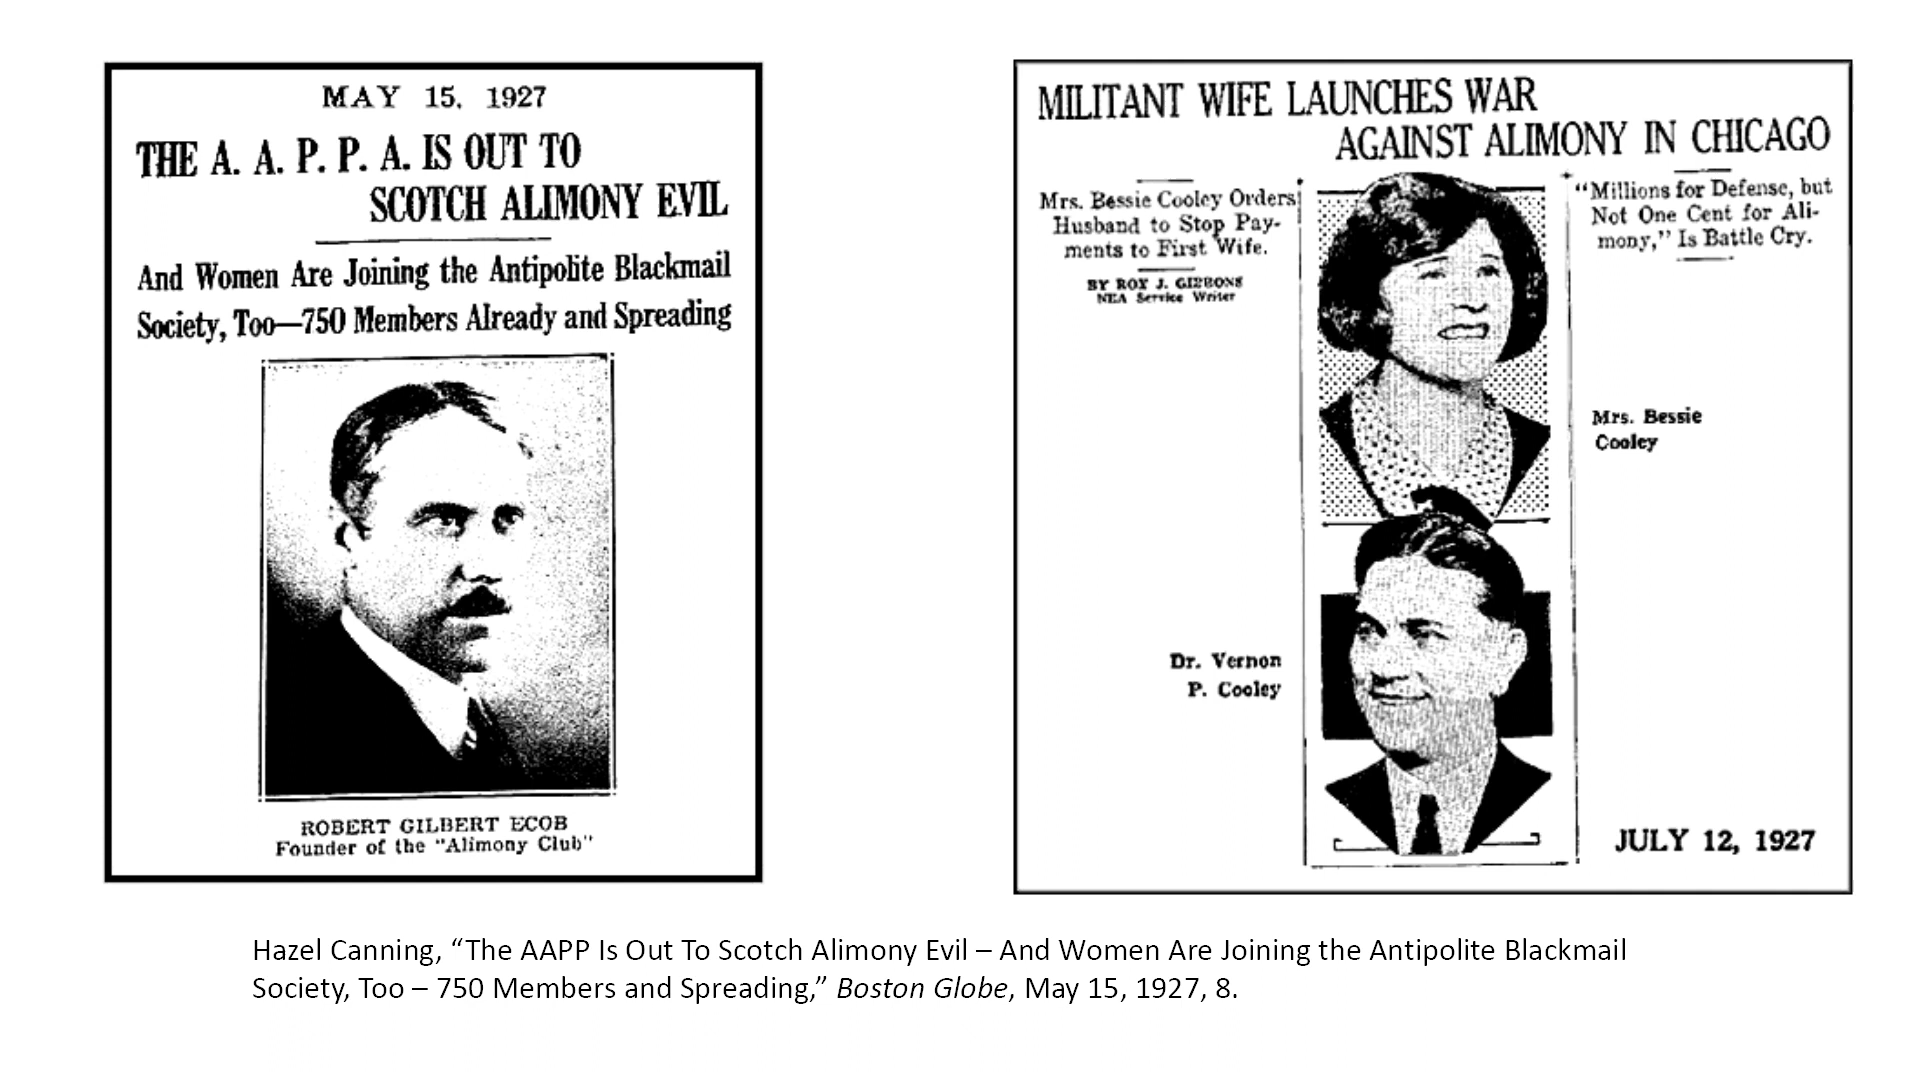 MAY 15, 1927
THE A. A. P. P. A. IS OUT TO
SCOTCH ALIMONY EVIL
And Women Are Joining the Antipolite Blackmail
Society, Too—750 Members Already and Spreading
ROBERT GILBERT ECOB
Founder of the "Alimony Club"
MILITANT WIFE LAUNCHES WAR
AGAINST ALIMONY IN CHICAGO
Mrs. Bessie Cooley Orders
Husband to Stop Pay-
ments to First Wife.
BY ROY J. GIBBONS
NEA Service Writer
"Millions for Defense, but
Not One Cent for Ali-
mony," Is Battle Cry.
Mrs. Bessie
Cooley
Dr. Vernon
P. Cooley
JULY 12, 1927
Hazel Canning, “The AAPP Is Out To Scotch Alimony Evil – And Women Are Joining the Antipolite Blackmail
Society, Too – 750 Members and Spreading,” Boston Globe, May 15, 1927, 8.